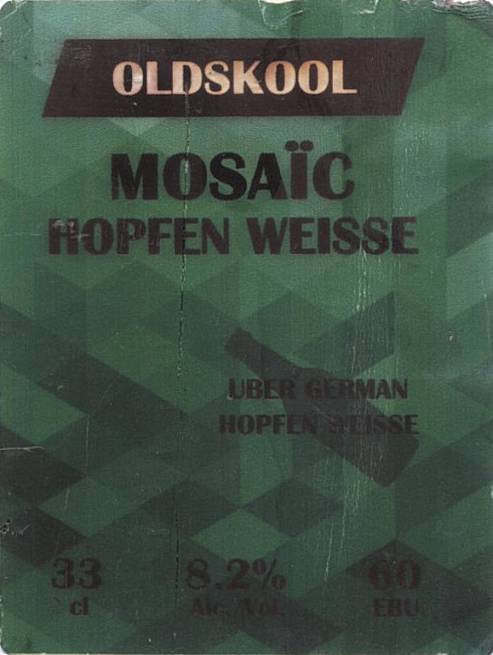 OLDSKOOL
MOSAÏC
HOPFEN WEISSE
UBER GERMAN
HOPFEN WEISSE
33 8.2% 60
cl Alc. Vol. EBU